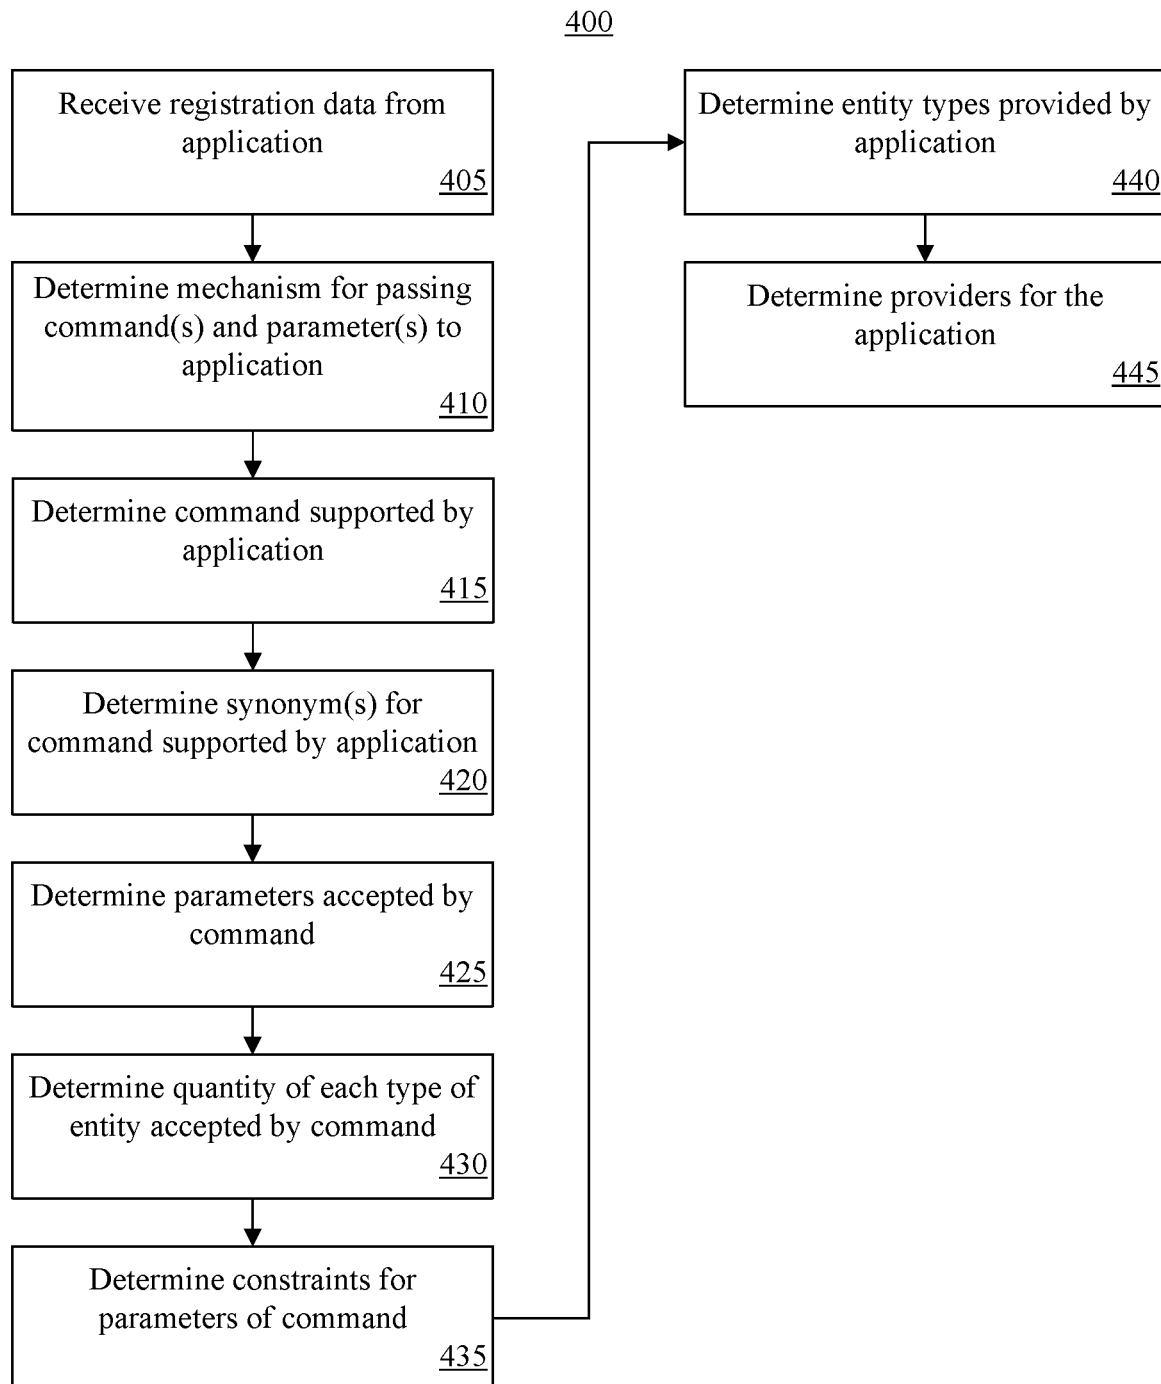 400
Receive registration data from
application
405
Determine mechanism for passing
command(s) and parameter(s) to
application
410
Determine command supported by
application
415
Determine synonym(s) for
command supported by application
420
Determine parameters accepted by
command
425
Determine quantity of each type of
entity accepted by command
430
Determine constraints for
parameters of command
435
Determine entity types provided by
application
440
Determine providers for the
application
445